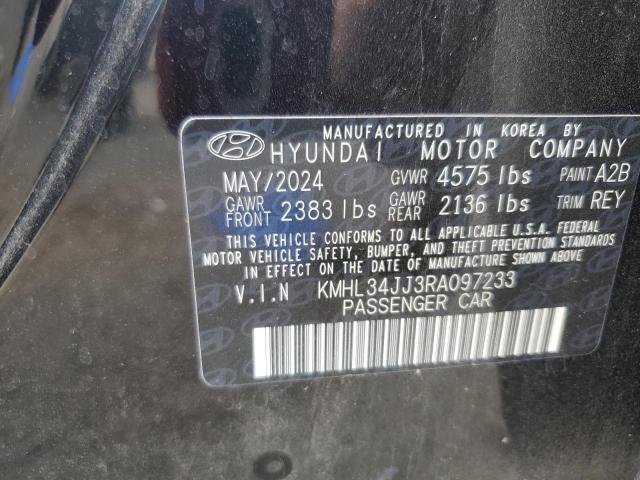 MANUFACTURED IN KOREA BY
HYUNDAI MOTOR COMPANY
MAY/2024 GVWR 4575 lbs PAINT A2B
GAWR FRONT 2383 lbs GAWR REAR 2136 lbs TRIM REY
THIS VEHICLE CONFORMS TO ALL APPLICABLE U.S.A. FEDERAL
MOTOR VEHICLE SAFETY, BUMPER, AND THEFT PREVENTION STANDARDS
IN EFFECT ON THE DATE OF MANUFACTURE SHOWN ABOVE.
V.I.N KMHL34JJ3RA097233
PASSENGER CAR